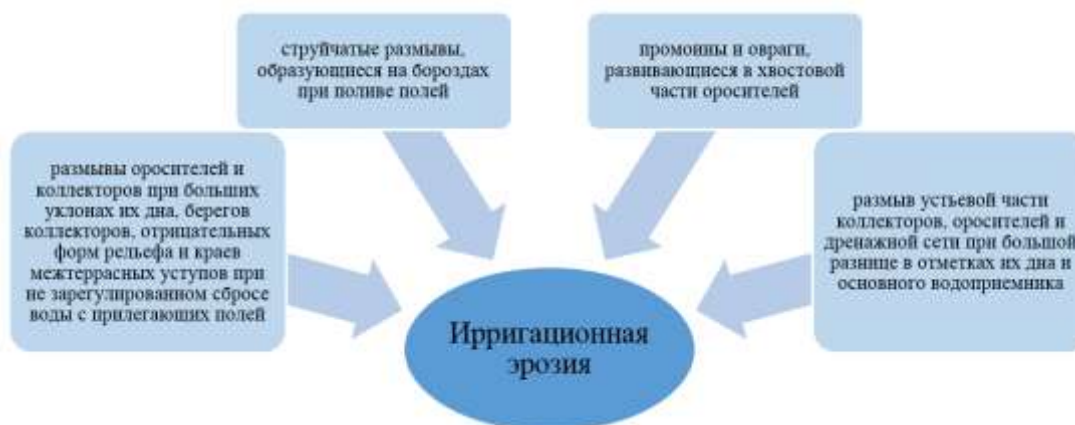 струйчатые размывы,
образующиеся на бороздах
при поливе полей
промоины и овраги,
развивающиеся в хвостовой
части оросителей
размывы оросителей и
коллекторов при больших
уклонах их дна, берегов
коллекторов, отрицательных
форм рельефа и краев
межтеррасных уступов при
не зарегулированном сбросе
воды с прилегающих полей
размыв устьевой части
коллекторов, оросителей и
дренажной сети при большой
разнице в отметках их дна и
основного водоприемника
Ирригационная
эрозия